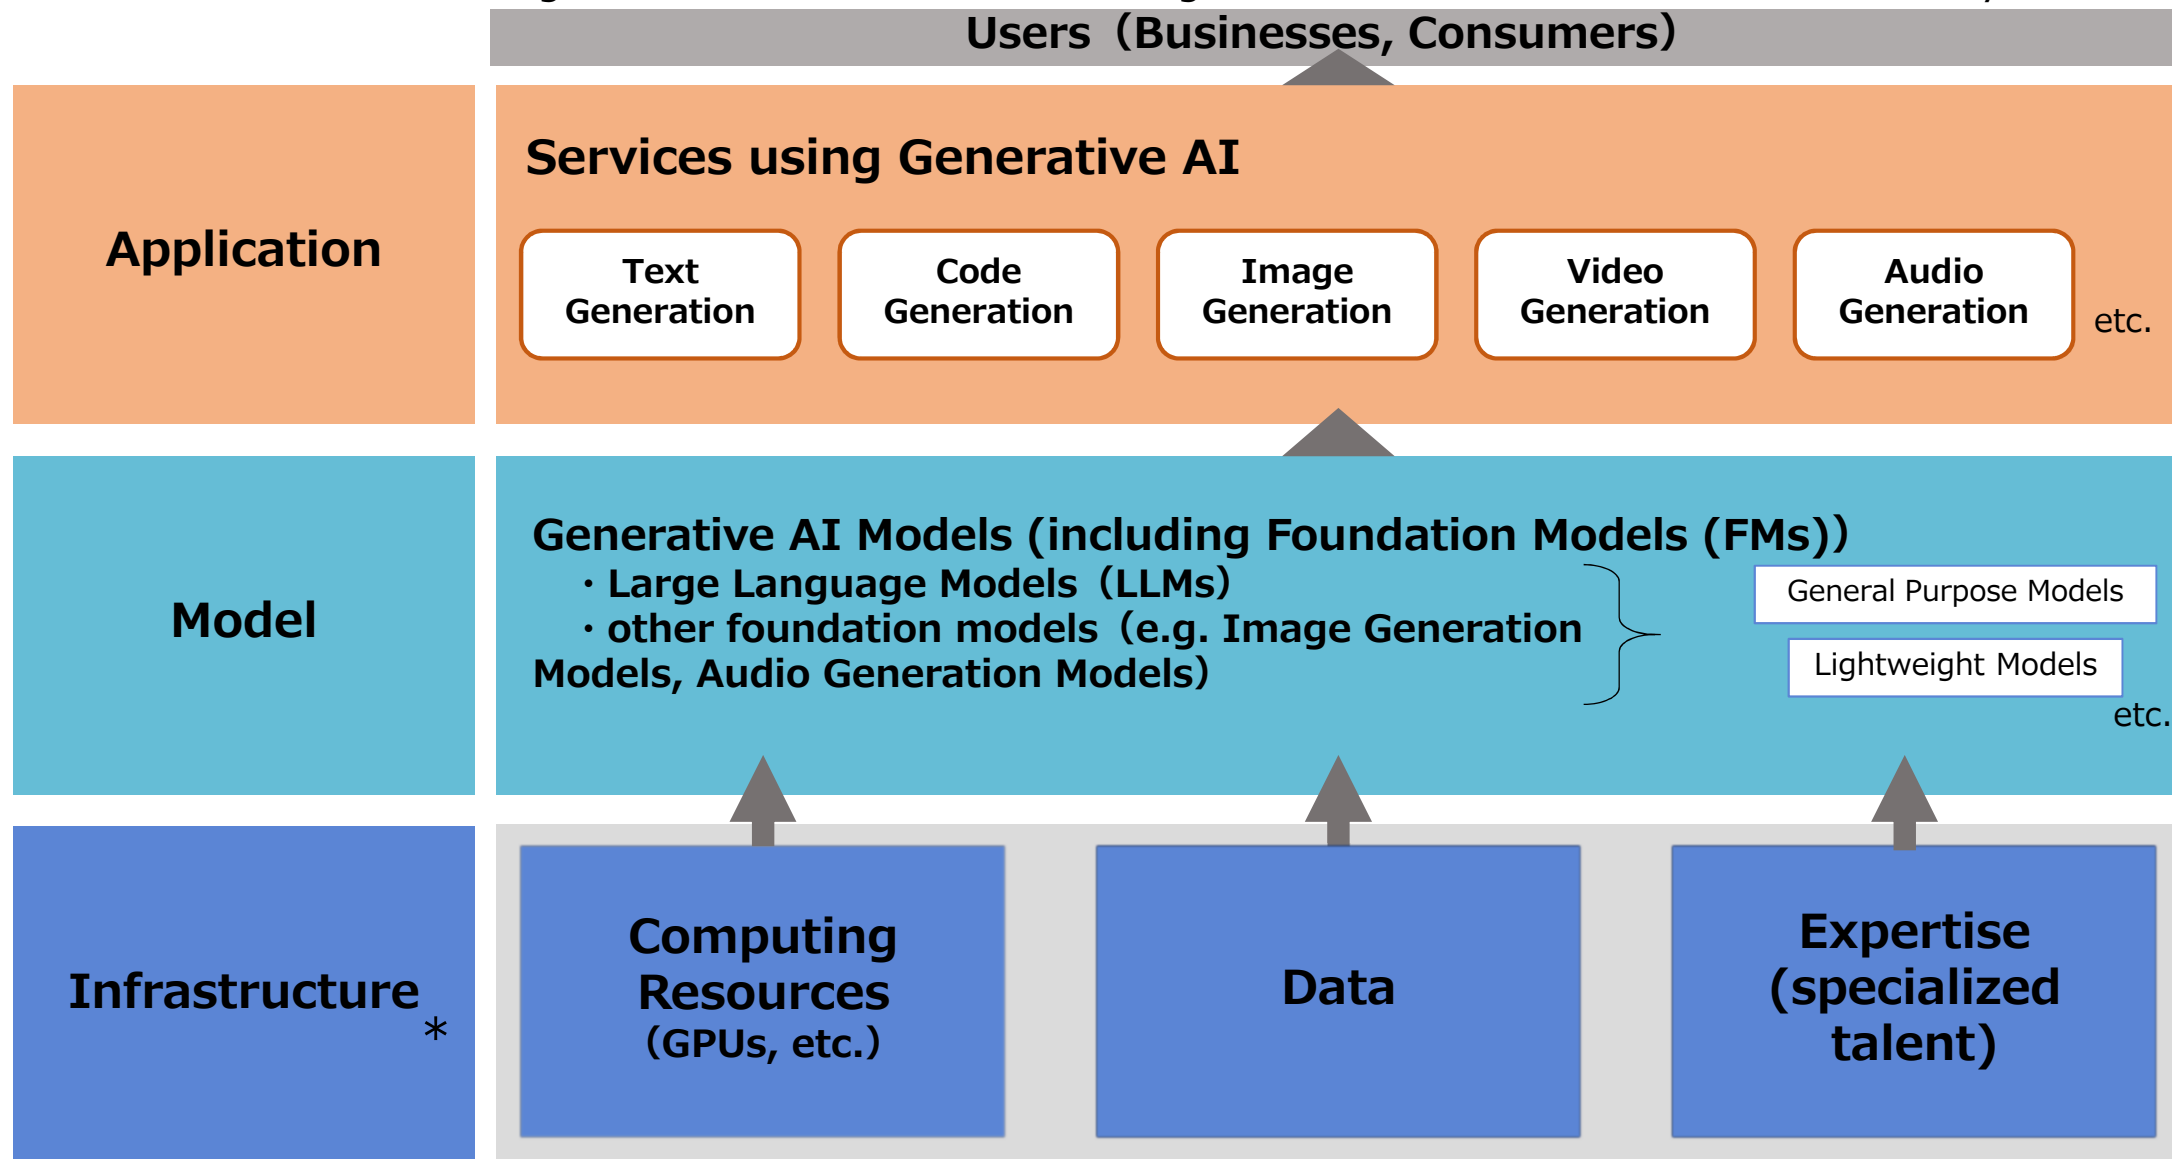 Users（Businesses, Consumers）
Application
Services using Generative AI
Text
Generation
Code
Generation
Image
Generation
Video
Generation
Audio
Generation
etc.
Model
Generative AI Models (including Foundation Models (FMs)）
・Large Language Models（LLMs）
・other foundation models（e.g. Image Generation
Models, Audio Generation Models）
General Purpose Models
Lightweight Models
etc.
Infrastructure
*
Computing
Resources
（GPUs, etc.）
Data
Expertise
(specialized
talent)